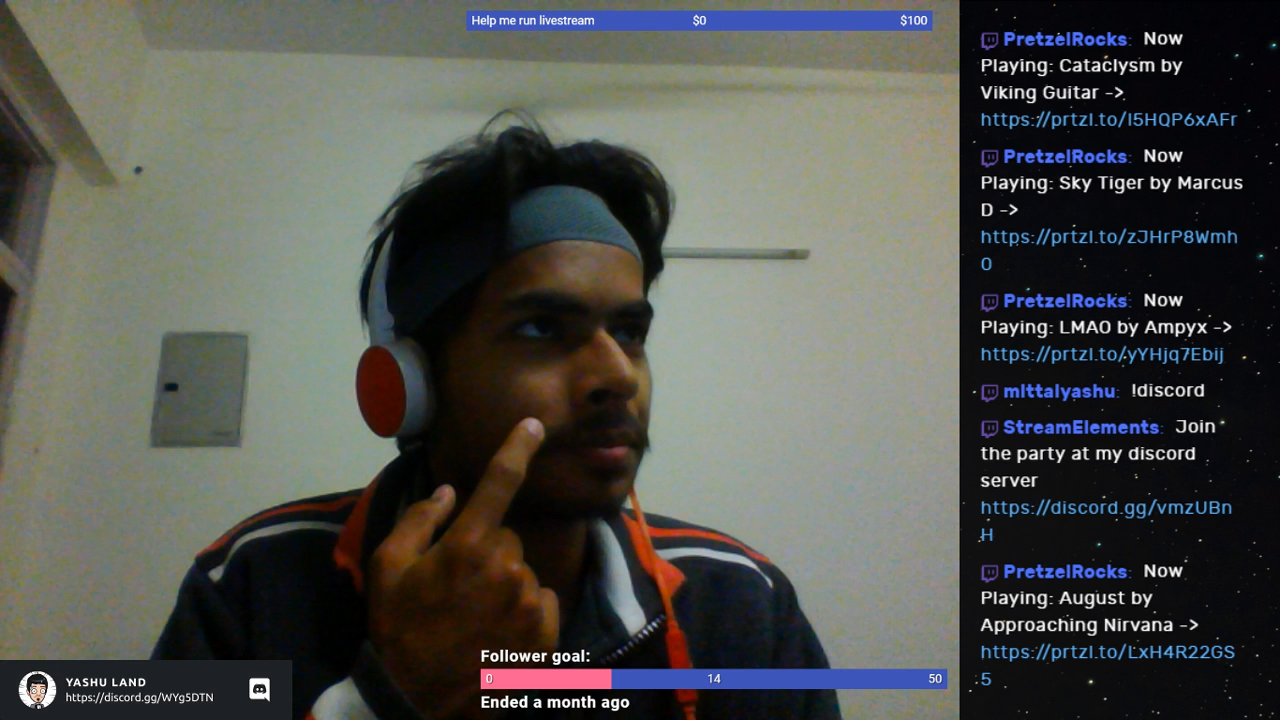 Help me run livestream $0 $100
PretzelRocks: Now
Playing: Cataclysm by
Viking Guitar ->
https://prtzl.to/I5HQP6xAFr
PretzelRocks: Now
Playing: Sky Tiger by Marcus
D ->
https://prtzl.to/zJHrP8Wmh
0
PretzelRocks: Now
Playing: LMAO by Ampyx ->
https://prtzl.to/yYHjq7Ebij
mittalyashu: !discord
StreamElements: Join
the party at my discord
server
https://discord.gg/vmzUBn
H
PretzelRocks: Now
Playing: August by
Approaching Nirvana ->
https://prtzl.to/LxH4R22GS
5
Follower goal:
0 14 50
Ended a month ago
YASHU LAND
https://discord.gg/WYg5DTN